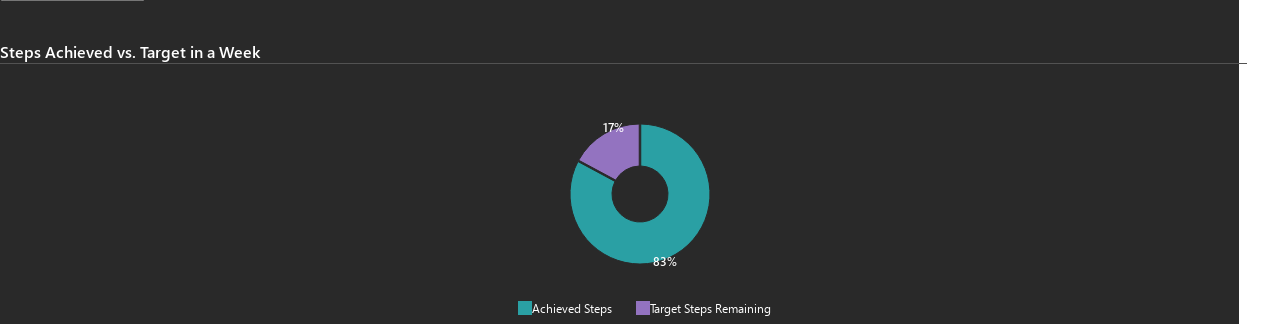 Steps Achieved vs. Target in a Week
17%
83%
Achieved Steps
Target Steps Remaining